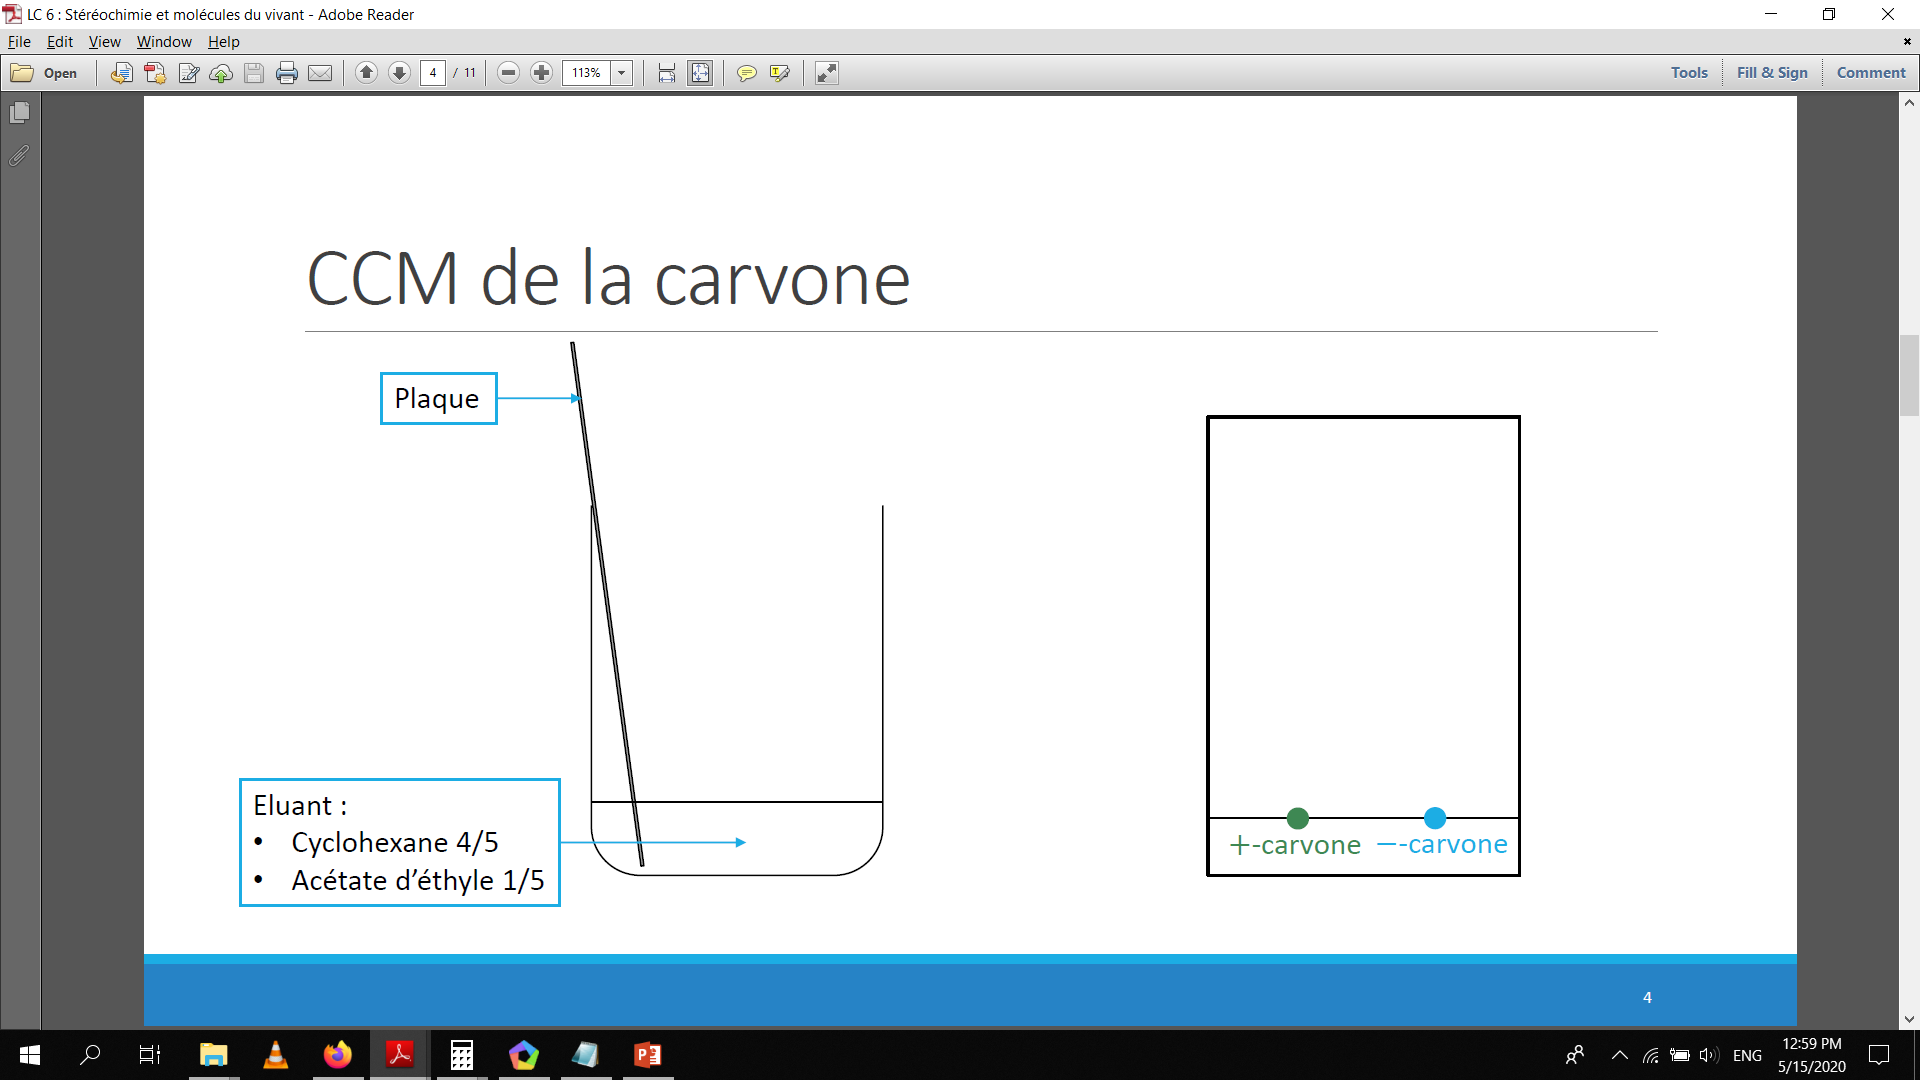 LC 6 : Stéréochimie et molécules du vivant - Adobe Reader
File Edit View Window Help
Open 4 / 11 113% Tools Fill & Sign Comment
CCM de la carvone
Plaque
Eluant :
• Cyclohexane 4/5
• Acétate d'éthyle 1/5
+-carvone −-carvone
4
ENG 12:59 PM
5/15/2020